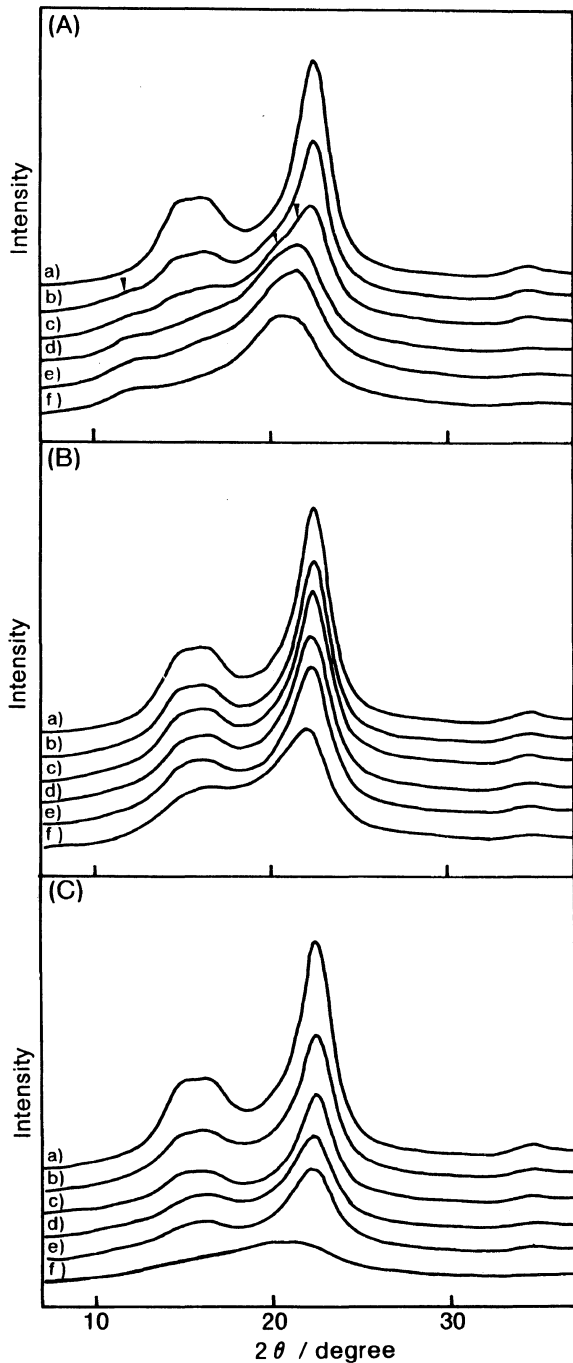 (A)
Intensity
a)
b)
c)
d)
e)
f)
(B)
Intensity
a)
b)
c)
d)
e)
f)
(C)
Intensity
a)
b)
c)
d)
e)
f)
10 20 30
2θ / degree